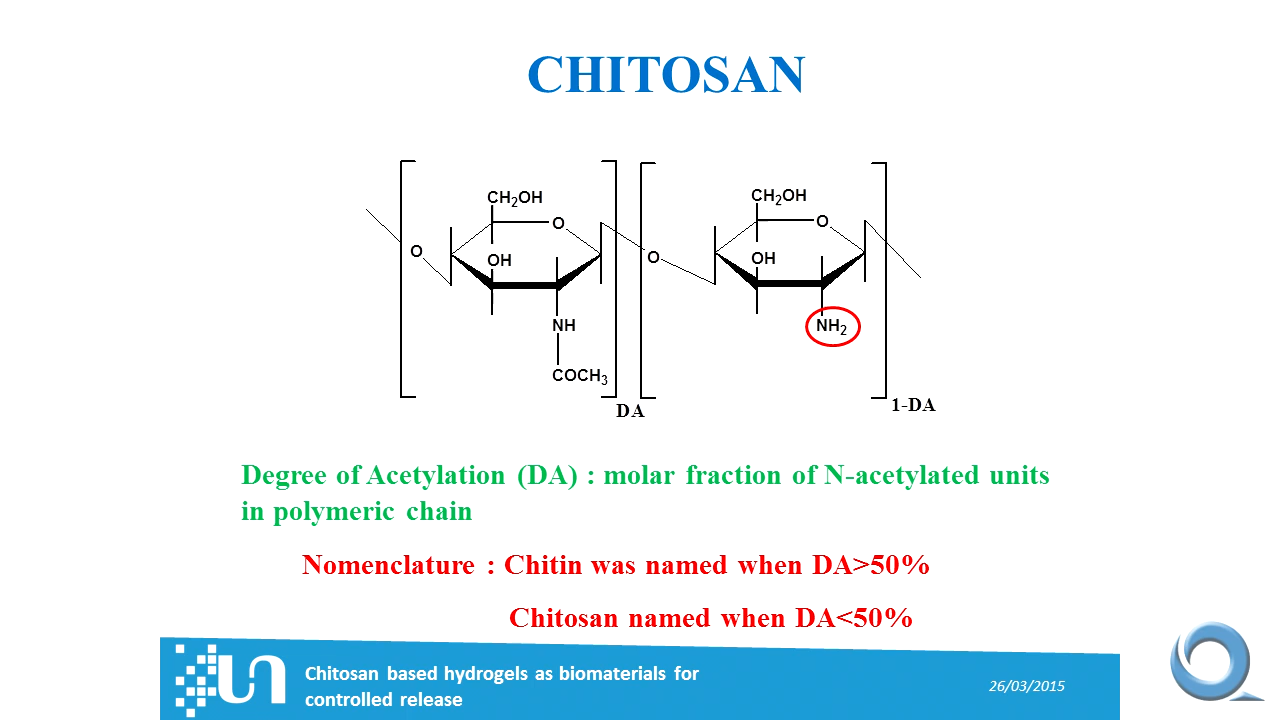 CHITOSAN
CH2OH
O
O
OH
NH
COCH3
DA
CH2OH
O
O
OH
NH2
1-DA
Degree of Acetylation (DA) : molar fraction of N-acetylated units
in polymeric chain
Nomenclature : Chitin was named when DA>50%
Chitosan named when DA<50%
Chitosan based hydrogels as biomaterials for
controlled release
26/03/2015